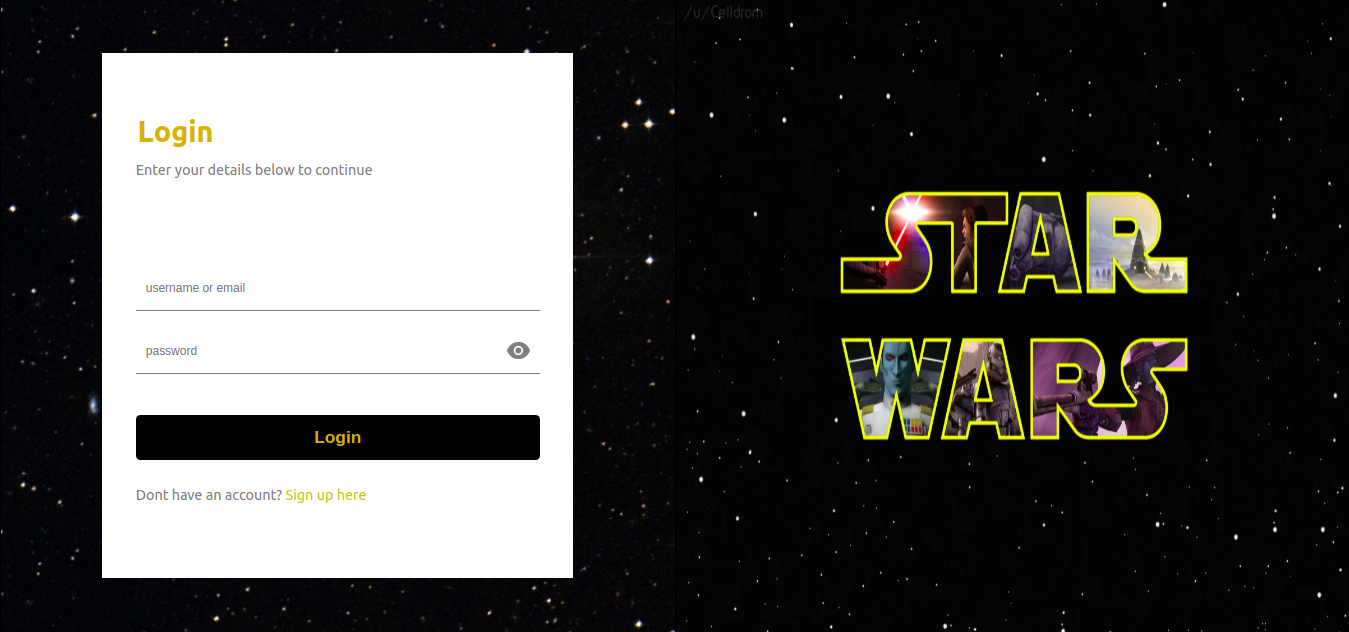 Login
Enter your details below to continue
username or email
password
Login
Dont have an account? Sign up here
/u/Celldrom
STAR
WARS